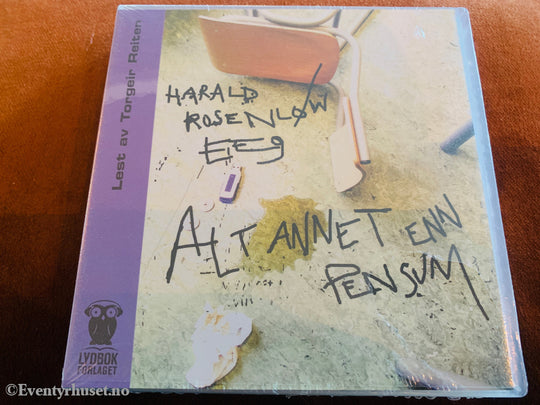 Lest av Torgeir Reiten
HARALD
ROSENLØW
EEG
ALT ANNET ENN
PENSUM
LYDBOK
FORLAGET
©Eventyrhuset.no